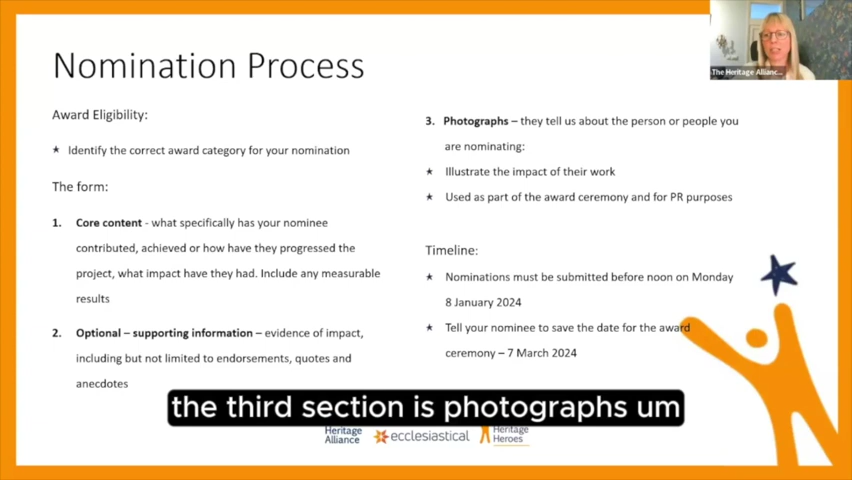 The Heritage Allianc...
Nomination Process
Award Eligibility:
Identify the correct award category for your nomination
The form:
1. Core content - what specifically has your nominee
contributed, achieved or how have they progressed the
project, what impact have they had. Include any measurable
results
2. Optional – supporting information – evidence of impact,
including but not limited to endorsements, quotes and
anecdotes
3. Photographs – they tell us about the person or people you
are nominating:
Illustrate the impact of their work
Used as part of the award ceremony and for PR purposes
Timeline:
Nominations must be submitted before noon on Monday
8 January 2024
Tell your nominee to save the date for the award
ceremony – 7 March 2024
the third section is photographs um
Heritage
Alliance
ecclesiastical
Heritage
Heroes